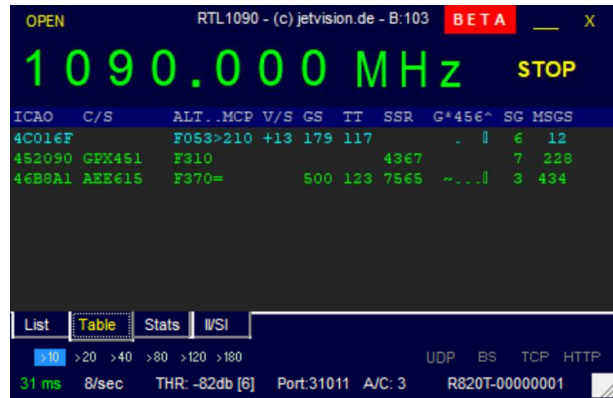 OPEN RTL1090 - (c) jetvision.de - B:103 BETA __ X
1090.000 MHz STOP
ICAO C/S ALT..MCP V/S GS TT SSR G*456^ SG MSGS
4C016F F053>210 +13 179 117 . ▯ 6 12
452090 GPX451 F310 4367 7 228
46B8A1 AEE615 F370= 500 123 7565 ~...▯ 3 434
List Table Stats II/SI
>10 >20 >40 >80 >120 >180 UDP BS TCP HTTP
31 ms 8/sec THR: -82db [6] Port:31011 A/C: 3 R820T-00000001